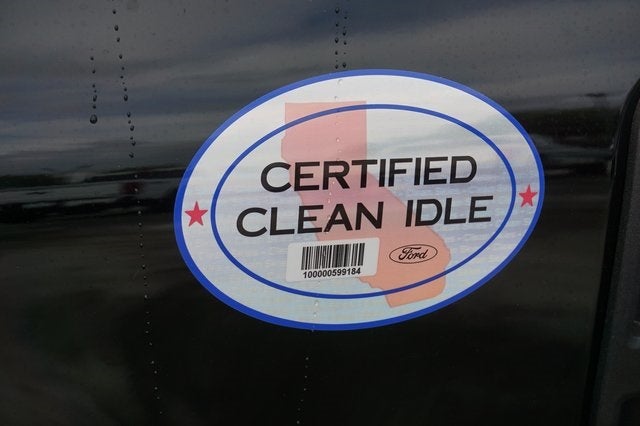 CERTIFIED
CLEAN IDLE
100000599184
Ford